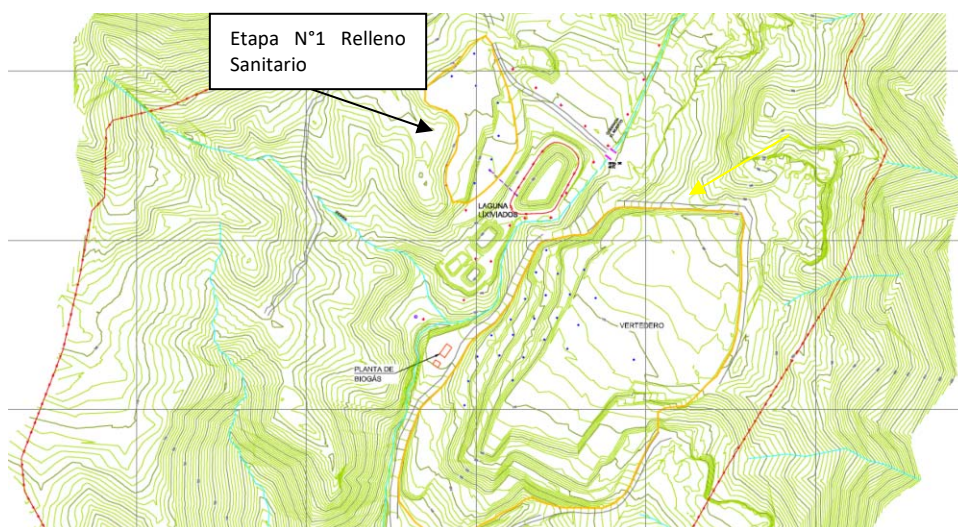 Etapa N°1 Relleno
Sanitario
LAGUNA
LIXIVIADOS
VERTEDERO
PLANTA DE
BIOGÁS